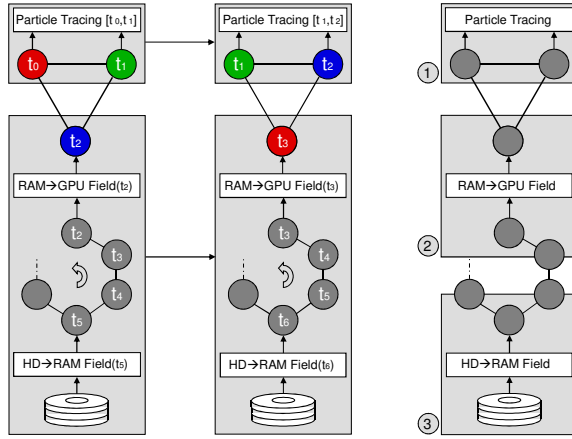 Particle Tracing [t0,t1]
t0
t1
t2
RAM→GPU Field(t2)
t2
t3
t4
t5
HD→RAM Field(t5)
Particle Tracing [t1,t2]
t1
t2
t3
RAM→GPU Field(t3)
t3
t4
t5
t6
HD→RAM Field(t6)
Particle Tracing
1
RAM→GPU Field
2
HD→RAM Field
3